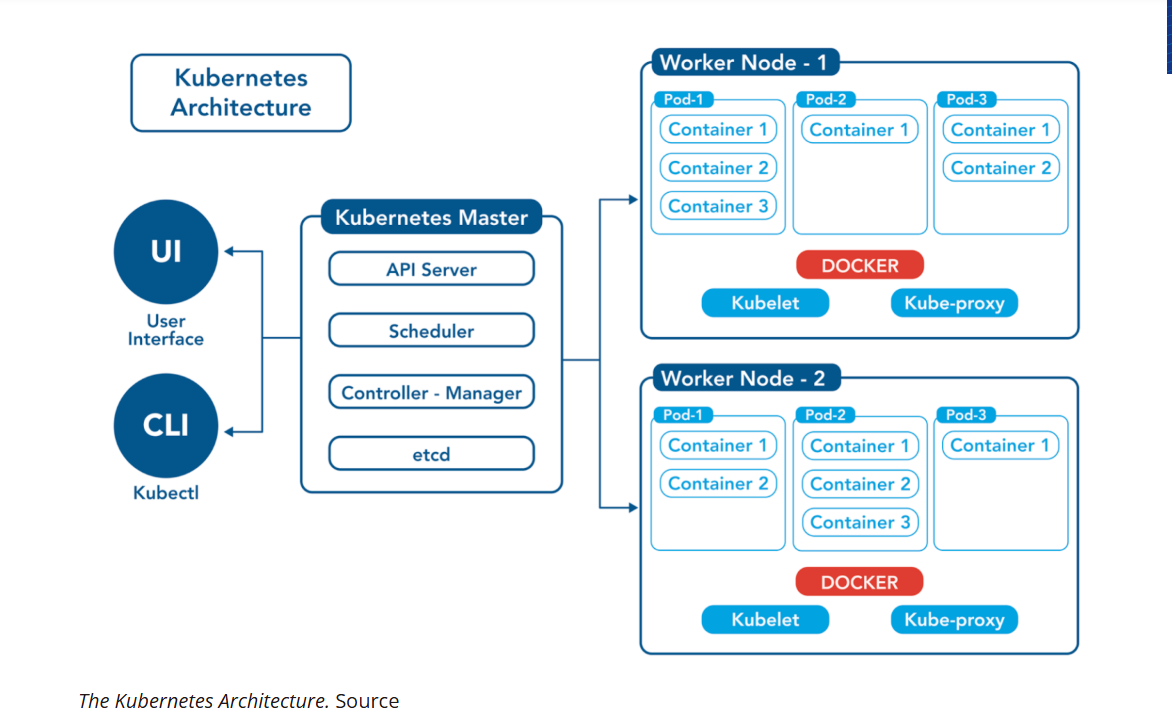 Kubernetes
Architecture
UI
User
Interface
CLI
Kubectl
Kubernetes Master
API Server
Scheduler
Controller - Manager
etcd
Worker Node - 1
Pod-1
Container 1
Container 2
Container 3
Pod-2
Container 1
Pod-3
Container 1
Container 2
DOCKER
Kubelet
Kube-proxy
Worker Node - 2
Pod-1
Container 1
Container 2
Pod-2
Container 1
Container 2
Container 3
Pod-3
Container 1
DOCKER
Kubelet
Kube-proxy
The Kubernetes Architecture. Source